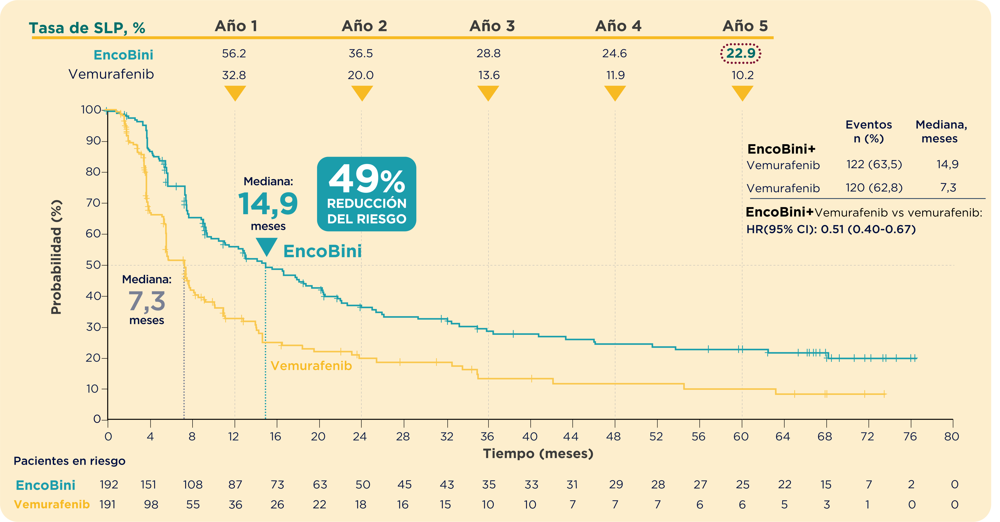 Tasa de SLP, % Año 1 Año 2 Año 3 Año 4 Año 5
EncoBini 56.2 36.5 28.8 24.6 22.9
Vemurafenib 32.8 20.0 13.6 11.9 10.2
Probabilidad (%)
100
90
80
70
60
50
40
30
20
10
0
Mediana:
14,9
meses
49%
REDUCCIÓN
DEL RIESGO
EncoBini
Mediana:
7,3
meses
Vemurafenib
Eventos Mediana,
n (%) meses
EncoBini+
Vemurafenib 122 (63,5) 14,9
Vemurafenib 120 (62,8) 7,3
EncoBini+Vemurafenib vs vemurafenib:
HR(95% CI): 0.51 (0.40-0.67)
0 4 8 12 16 20 24 28 32 36 40 44 48 52 56 60 64 68 72 76 80
Tiempo (meses)
Pacientes en riesgo
EncoBini 192 151 108 87 73 63 50 45 43 35 33 31 29 28 27 25 22 15 7 2 0
Vemurafenib 191 98 55 36 26 22 18 16 15 10 10 7 7 7 6 6 5 3 1 0 0